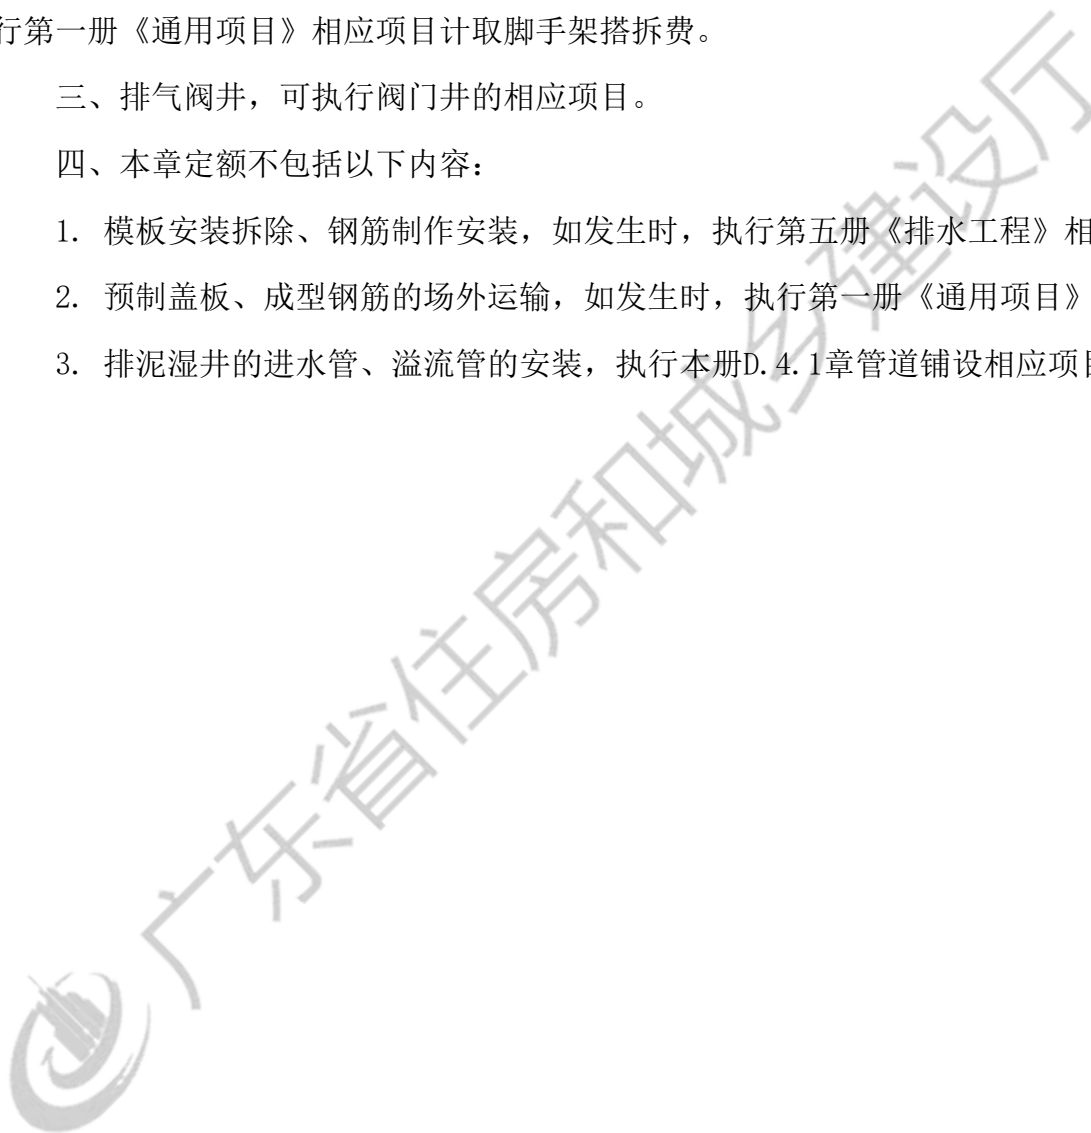 行第一册《通用项目》相应项目计取脚手架搭拆费。
三、排气阀井，可执行阀门井的相应项目。
四、本章定额不包括以下内容：
1. 模板安装拆除、钢筋制作安装，如发生时，执行第五册《排水工程》相
2. 预制盖板、成型钢筋的场外运输，如发生时，执行第一册《通用项目》
3. 排泥湿井的进水管、溢流管的安装，执行本册D.4.1章管道铺设相应项目
广东省住房和城乡建设厅